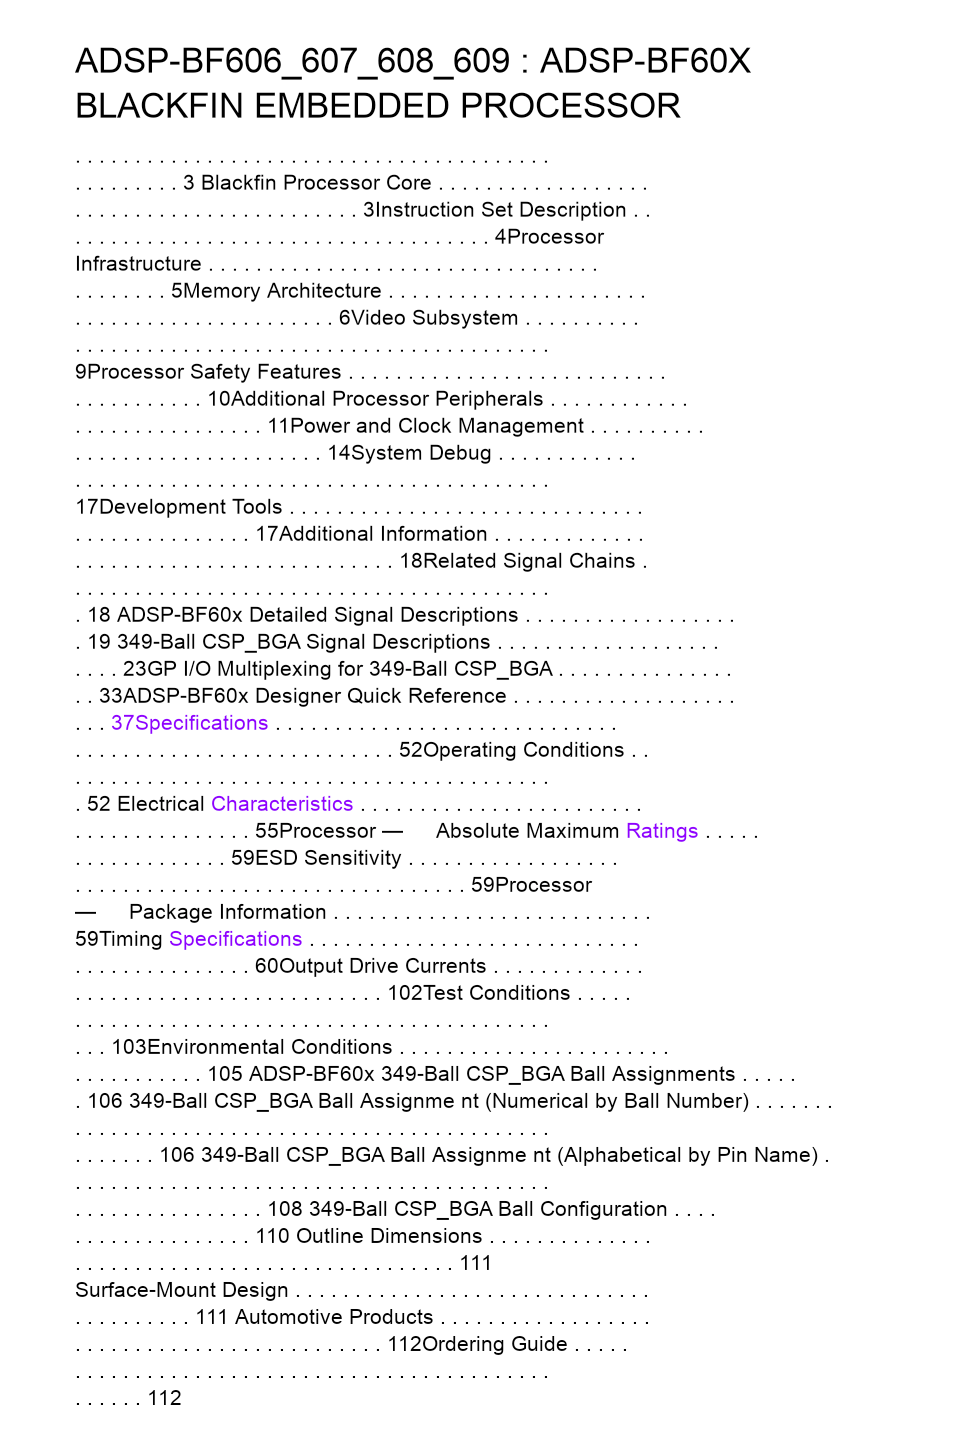 ADSP-BF606_607_608_609 : ADSP-BF60X
BLACKFIN EMBEDDED PROCESSOR
. . . . . . . . . . . . . . . . . . . . . . . . . . . . . . . . . . . . . . . .
. . . . . . . . . 3 Blackfin Processor Core . . . . . . . . . . . . . . . . . .
. . . . . . . . . . . . . . . . . . . . . . . . 3Instruction Set Description . .
. . . . . . . . . . . . . . . . . . . . . . . . . . . . . . . . . . . 4Processor
Infrastructure . . . . . . . . . . . . . . . . . . . . . . . . . . . . . . . . .
. . . . . . . . 5Memory Architecture . . . . . . . . . . . . . . . . . . . . . .
. . . . . . . . . . . . . . . . . . . . . . 6Video Subsystem . . . . . . . . . .
. . . . . . . . . . . . . . . . . . . . . . . . . . . . . . . . . . . . . . . .
9Processor Safety Features . . . . . . . . . . . . . . . . . . . . . . . . . . .
. . . . . . . . . . . 10Additional Processor Peripherals . . . . . . . . . . . .
. . . . . . . . . . . . . . . . 11Power and Clock Management . . . . . . . . . .
. . . . . . . . . . . . . . . . . . . . . 14System Debug . . . . . . . . . . . .
. . . . . . . . . . . . . . . . . . . . . . . . . . . . . . . . . . . . . . . .
17Development Tools . . . . . . . . . . . . . . . . . . . . . . . . . . . . . .
. . . . . . . . . . . . . . . 17Additional Information . . . . . . . . . . . . .
. . . . . . . . . . . . . . . . . . . . . . . . . . . 18Related Signal Chains .
. . . . . . . . . . . . . . . . . . . . . . . . . . . . . . . . . . . . . . . .
. 18 ADSP-BF60x Detailed Signal Descriptions . . . . . . . . . . . . . . . . . .
. 19 349-Ball CSP_BGA Signal Descriptions . . . . . . . . . . . . . . . . . . .
. . . . 23GP I/O Multiplexing for 349-Ball CSP_BGA . . . . . . . . . . . . . . .
. . 33ADSP-BF60x Designer Quick Reference . . . . . . . . . . . . . . . . . . .
. . . 37Specifications . . . . . . . . . . . . . . . . . . . . . . . . . . . . .
. . . . . . . . . . . . . . . . . . . . . . . . . . . 52Operating Conditions . .
. . . . . . . . . . . . . . . . . . . . . . . . . . . . . . . . . . . . . . . .
. 52 Electrical Characteristics . . . . . . . . . . . . . . . . . . . . . . . .
. . . . . . . . . . . . . . . 55Processor — Absolute Maximum Ratings . . . . .
. . . . . . . . . . . . . 59ESD Sensitivity . . . . . . . . . . . . . . . . . .
. . . . . . . . . . . . . . . . . . . . . . . . . . . . . . . . . 59Processor
— Package Information . . . . . . . . . . . . . . . . . . . . . . . . . . .
59Timing Specifications . . . . . . . . . . . . . . . . . . . . . . . . . . . .
. . . . . . . . . . . . . . . 60Output Drive Currents . . . . . . . . . . . . .
. . . . . . . . . . . . . . . . . . . . . . . . . . 102Test Conditions . . . . .
. . . . . . . . . . . . . . . . . . . . . . . . . . . . . . . . . . . . . . . .
. . . 103Environmental Conditions . . . . . . . . . . . . . . . . . . . . . . .
. . . . . . . . . . . 105 ADSP-BF60x 349-Ball CSP_BGA Ball Assignments . . . . .
. 106 349-Ball CSP_BGA Ball Assignme nt (Numerical by Ball Number) . . . . . . .
. . . . . . . . . . . . . . . . . . . . . . . . . . . . . . . . . . . . . . . .
. . . . . . . 106 349-Ball CSP_BGA Ball Assignme nt (Alphabetical by Pin Name) .
. . . . . . . . . . . . . . . . . . . . . . . . . . . . . . . . . . . . . . . .
. . . . . . . . . . . . . . . . 108 349-Ball CSP_BGA Ball Configuration . . . .
. . . . . . . . . . . . . . . 110 Outline Dimensions . . . . . . . . . . . . . .
. . . . . . . . . . . . . . . . . . . . . . . . . . . . . . . . 111
Surface-Mount Design . . . . . . . . . . . . . . . . . . . . . . . . . . . . . .
. . . . . . . . . . 111 Automotive Products . . . . . . . . . . . . . . . . . .
. . . . . . . . . . . . . . . . . . . . . . . . . . 112Ordering Guide . . . . .
. . . . . . . . . . . . . . . . . . . . . . . . . . . . . . . . . . . . . . . .
. . . . . . 112